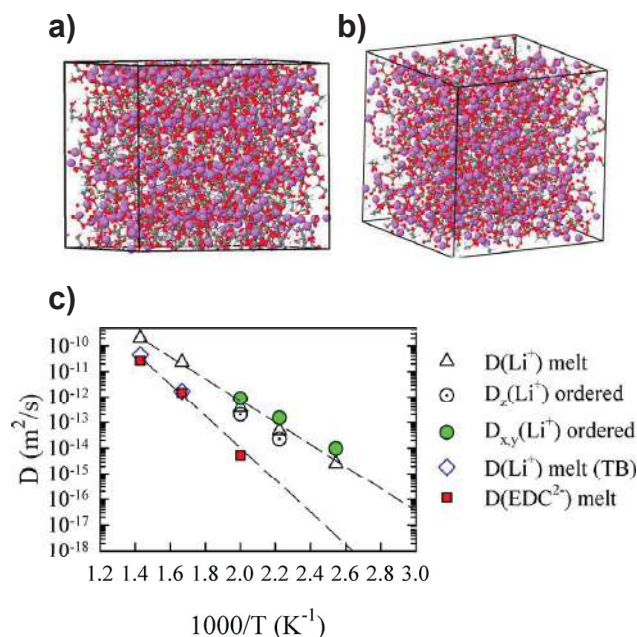 a)
b)
c)
D (m²/s)
10⁻¹⁰
10⁻¹¹
10⁻¹²
10⁻¹³
10⁻¹⁴
10⁻¹⁵
10⁻¹⁶
10⁻¹⁷
10⁻¹⁸
1.2 1.4 1.6 1.8 2.0 2.2 2.4 2.6 2.8 3.0
1000/T (K⁻¹)
D(Li⁺) melt
D_z(Li⁺) ordered
D_x,y(Li⁺) ordered
D(Li⁺) melt (TB)
D(EDC²⁻) melt